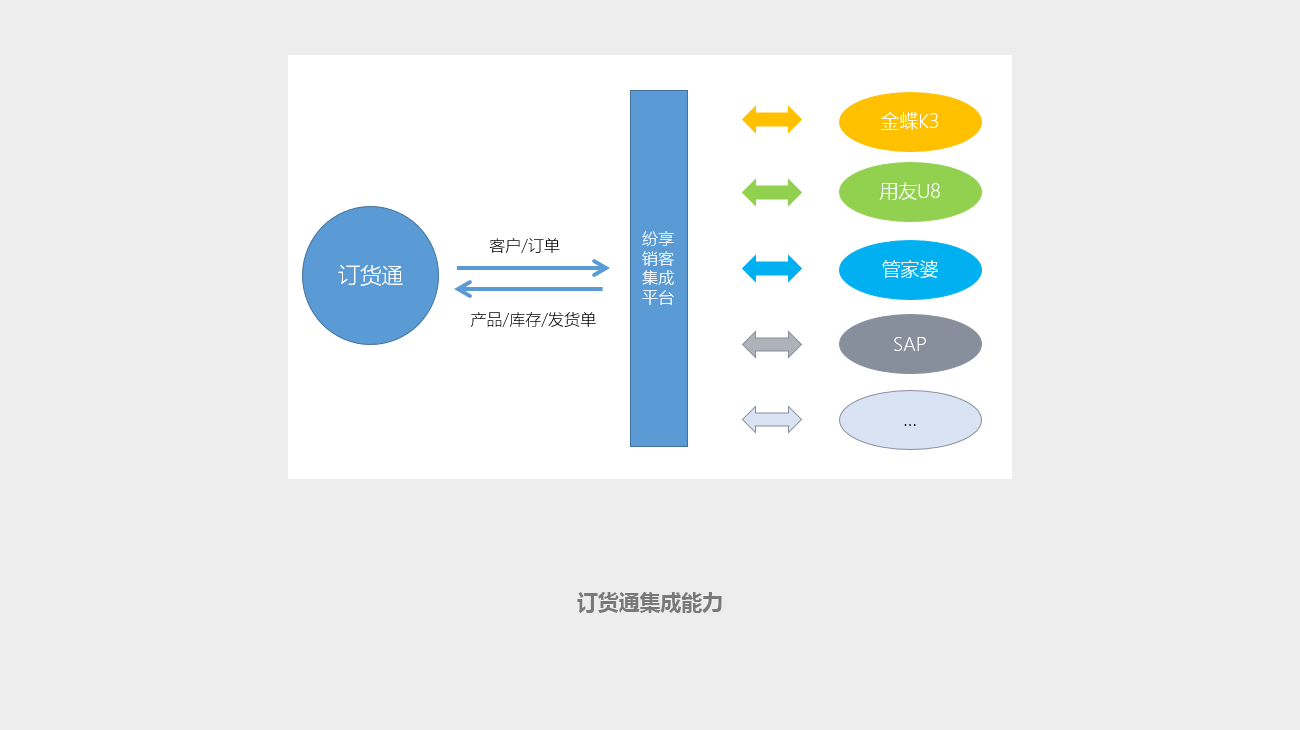 金蝶K3
用友U8
客户/订单
纷享
销客
集成
平台
订货通
管家婆
产品/库存/发货单
SAP
...
订货通集成能力